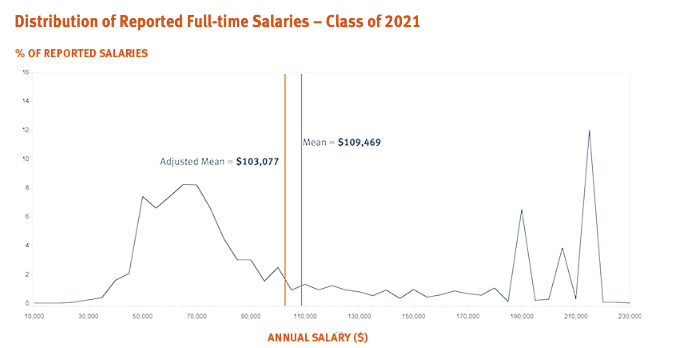 Distribution of Reported Full-time Salaries – Class of 2021
% OF REPORTED SALARIES
16
14
12
10
8
6
4
2
0
Mean = $109,469
Adjusted Mean = $103,077
10,000 30,000 50,000 70,000 90,000 110,000 130,000 150,000 170,000 190,000 210,000 230,000
ANNUAL SALARY ($)